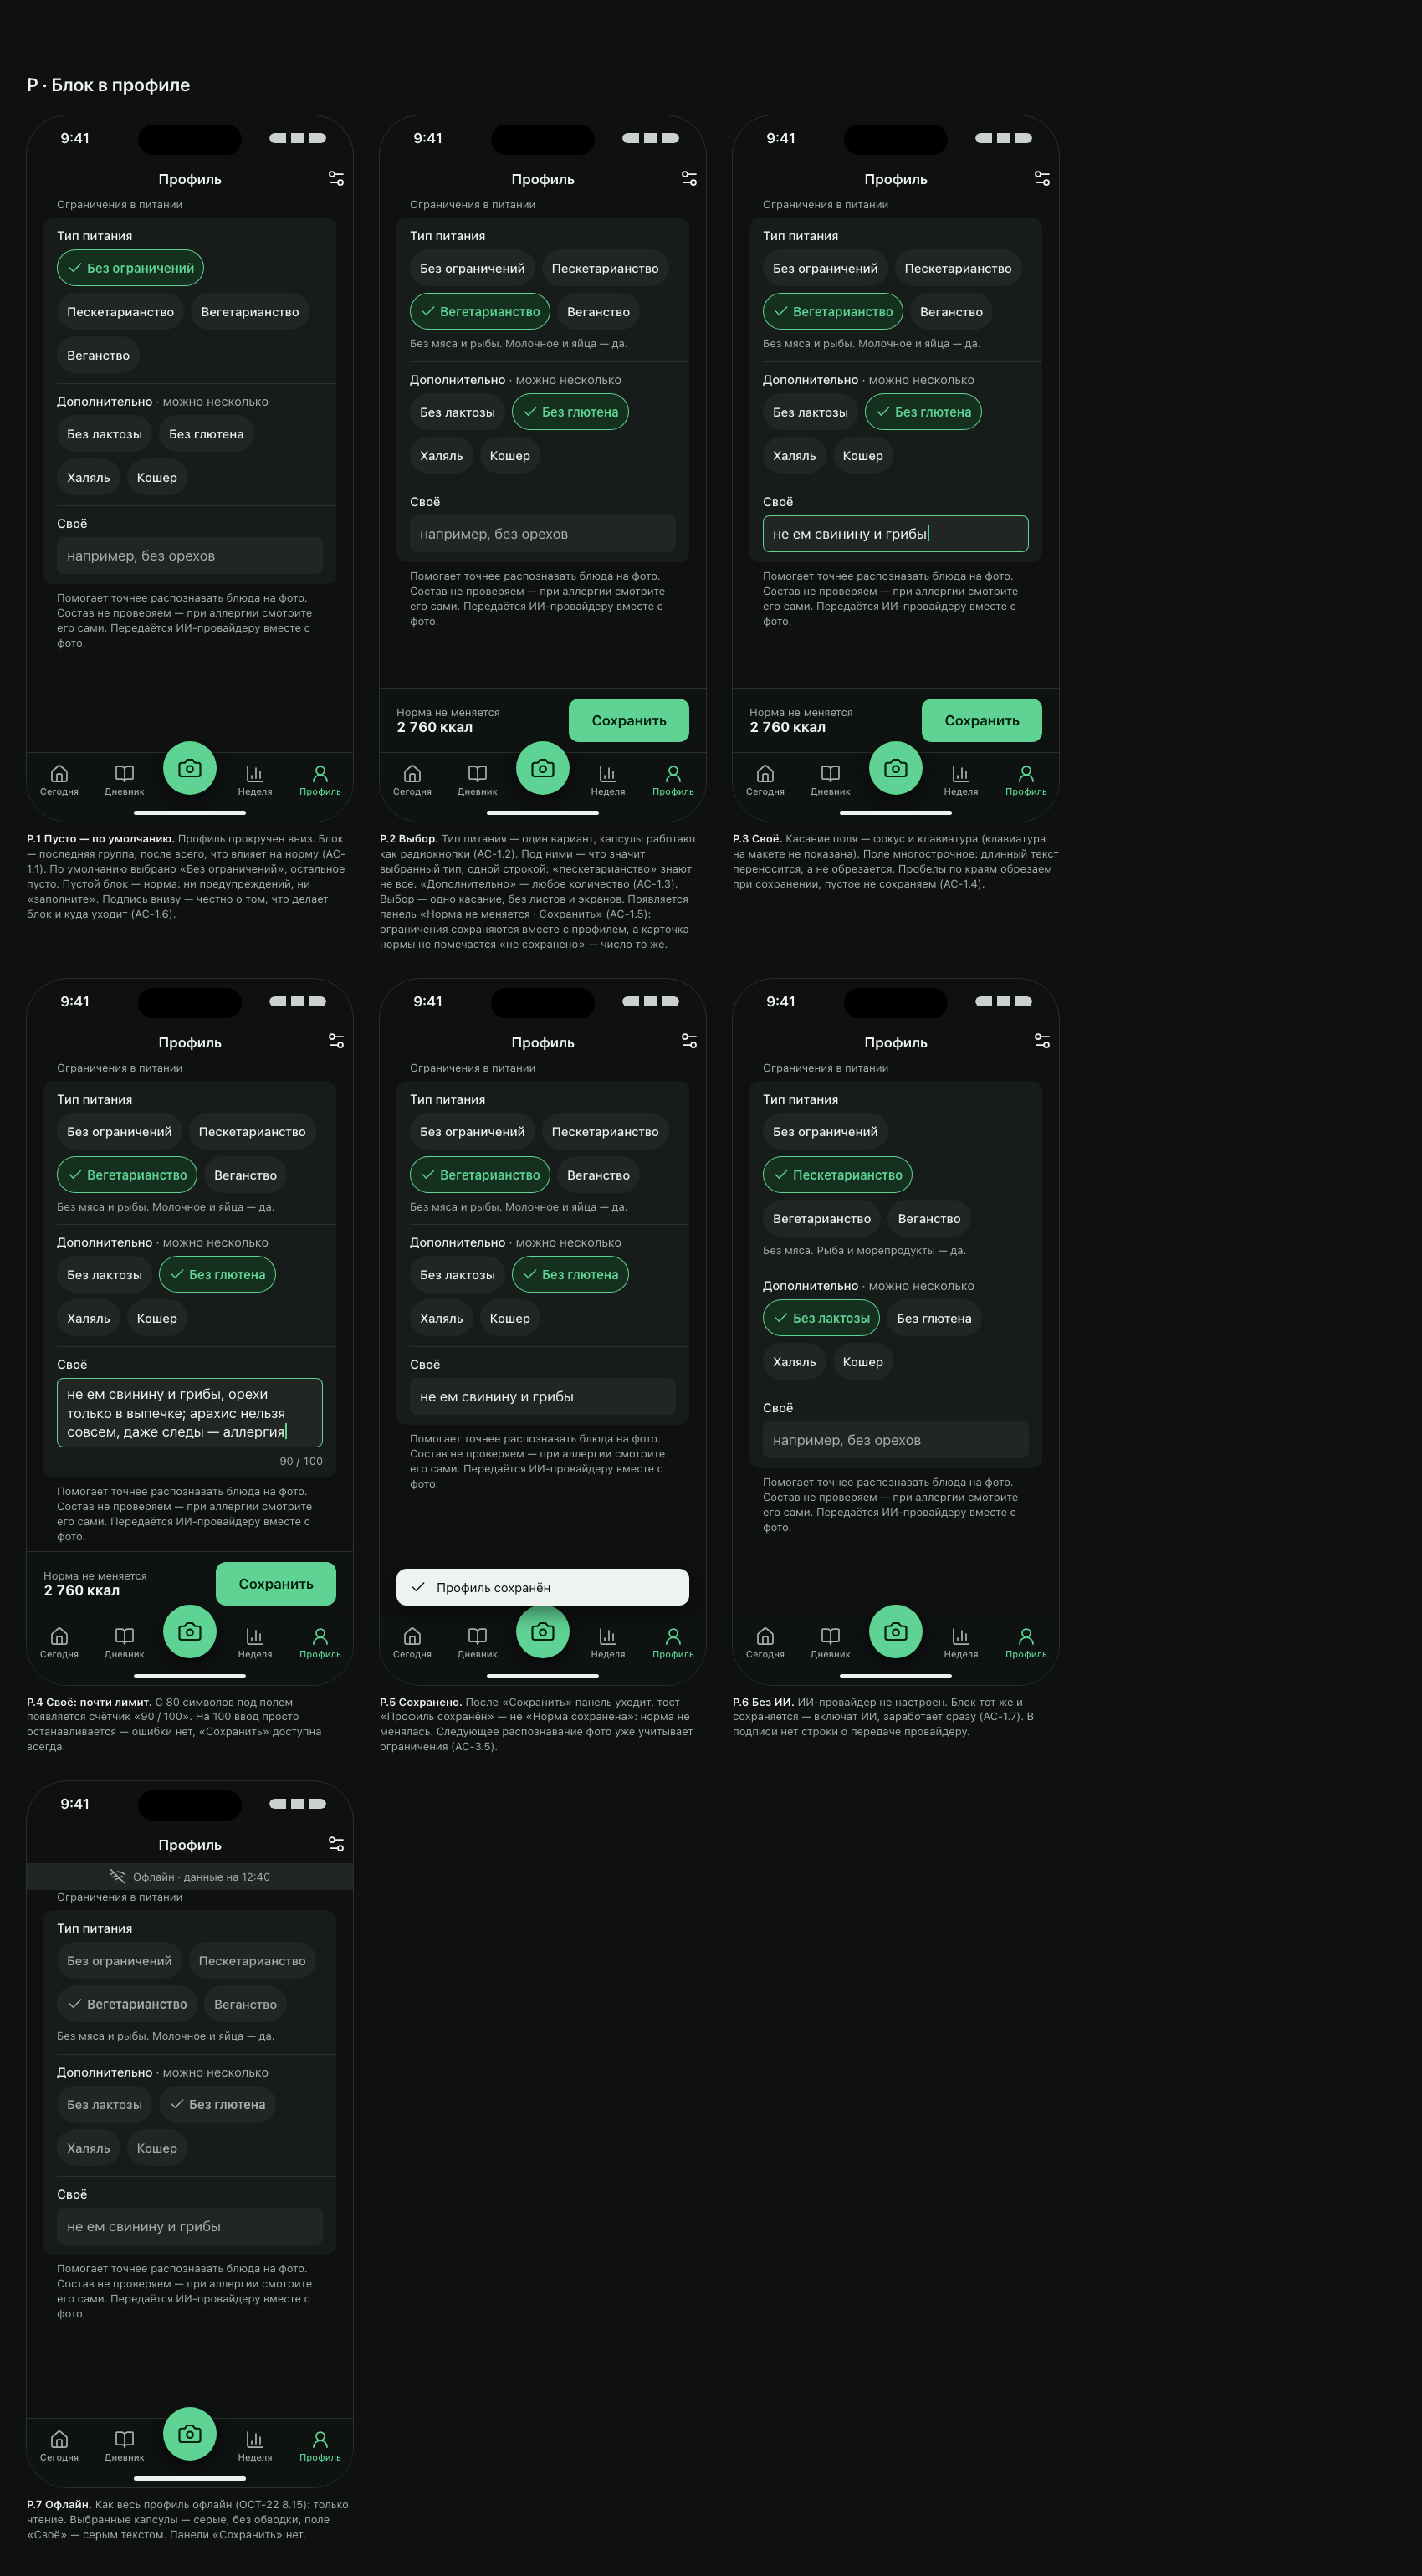 P · Блок в профиле
9:41
Профиль
Ограничения в питании
Тип питания
Без ограничений
Пескетарианство Вегетарианство
Веганство
Дополнительно · можно несколько
Без лактозы Без глютена
Халяль Кошер
Своё
например, без орехов
Помогает точнее распознавать блюда на фото.
Состав не проверяем — при аллергии смотрите
его сами. Передаётся ИИ-провайдеру вместе с
фото.
Сегодня Дневник Неделя Профиль
P.1 Пусто — по умолчанию. Профиль прокручен вниз. Блок
— последняя группа, после всего, что влияет на норму (AC-
1.1). По умолчанию выбрано «Без ограничений», остальное
пусто. Пустой блок — норма: ни предупреждений, ни
«заполните». Подпись внизу — честно о том, что делает
блок и куда уходит (AC-1.6).
9:41
Профиль
Ограничения в питании
Тип питания
Без ограничений Пескетарианство
Вегетарианство Веганство
Без мяса и рыбы. Молочное и яйца — да.
Дополнительно · можно несколько
Без лактозы Без глютена
Халяль Кошер
Своё
например, без орехов
Помогает точнее распознавать блюда на фото.
Состав не проверяем — при аллергии смотрите
его сами. Передаётся ИИ-провайдеру вместе с
фото.
Норма не меняется
2 760 ккал
Сохранить
Сегодня Дневник Неделя Профиль
P.2 Выбор. Тип питания — один вариант, капсулы работают
как радиокнопки (AC-1.2). Под ними — что значит
выбранный тип, одной строкой: «пескетарианство» знают
не все. «Дополнительно» — любое количество (AC-1.3).
Выбор — одно касание, без листов и экранов. Появляется
панель «Норма не меняется · Сохранить» (AC-1.5):
ограничения сохраняются вместе с профилем, а карточка
нормы не помечается «не сохранено» — число то же.
9:41
Профиль
Ограничения в питании
Тип питания
Без ограничений Пескетарианство
Вегетарианство Веганство
Без мяса и рыбы. Молочное и яйца — да.
Дополнительно · можно несколько
Без лактозы Без глютена
Халяль Кошер
Своё
не ем свинину и грибы
Помогает точнее распознавать блюда на фото.
Состав не проверяем — при аллергии смотрите
его сами. Передаётся ИИ-провайдеру вместе с
фото.
Норма не меняется
2 760 ккал
Сохранить
Сегодня Дневник Неделя Профиль
P.3 Своё. Касание поля — фокус и клавиатура (клавиатура
на макете не показана). Поле многострочное: длинный текст
переносится, а не обрезается. Пробелы по краям обрезаем
при сохранении, пустое не сохраняем (AC-1.4).
9:41
Профиль
Ограничения в питании
Тип питания
Без ограничений Пескетарианство
Вегетарианство Веганство
Без мяса и рыбы. Молочное и яйца — да.
Дополнительно · можно несколько
Без лактозы Без глютена
Халяль Кошер
Своё
не ем свинину и грибы, орехи
только в выпечке; арахис нельзя
совсем, даже следы — аллергия
90 / 100
Помогает точнее распознавать блюда на фото.
Состав не проверяем — при аллергии смотрите
его сами. Передаётся ИИ-провайдеру вместе с
фото.
Норма не меняется
2 760 ккал
Сохранить
Сегодня Дневник Неделя Профиль
P.4 Своё: почти лимит. С 80 символов под полем
появляется счётчик «90 / 100». На 100 ввод просто
останавливается — ошибки нет, «Сохранить» доступна
всегда.
9:41
Профиль
Ограничения в питании
Тип питания
Без ограничений Пескетарианство
Вегетарианство Веганство
Без мяса и рыбы. Молочное и яйца — да.
Дополнительно · можно несколько
Без лактозы Без глютена
Халяль Кошер
Своё
не ем свинину и грибы
Помогает точнее распознавать блюда на фото.
Состав не проверяем — при аллергии смотрите
его сами. Передаётся ИИ-провайдеру вместе с
фото.
Профиль сохранён
Сегодня Дневник Неделя Профиль
P.5 Сохранено. После «Сохранить» панель уходит, тост
«Профиль сохранён» — не «Норма сохранена»: норма не
менялась. Следующее распознавание фото уже учитывает
ограничения (AC-3.5).
9:41
Профиль
Ограничения в питании
Тип питания
Без ограничений
Пескетарианство
Вегетарианство Веганство
Без мяса. Рыба и морепродукты — да.
Дополнительно · можно несколько
Без лактозы Без глютена
Халяль Кошер
Своё
например, без орехов
Помогает точнее распознавать блюда на фото.
Состав не проверяем — при аллергии смотрите
его сами. Передаётся ИИ-провайдеру вместе с
фото.
Сегодня Дневник Неделя Профиль
P.6 Без ИИ. ИИ-провайдер не настроен. Блок тот же и
сохраняется — включат ИИ, заработает сразу (AC-1.7). В
подписи нет строки о передаче провайдеру.
9:41
Профиль
Офлайн · данные на 12:40
Ограничения в питании
Тип питания
Без ограничений Пескетарианство
Вегетарианство Веганство
Без мяса и рыбы. Молочное и яйца — да.
Дополнительно · можно несколько
Без лактозы Без глютена
Халяль Кошер
Своё
не ем свинину и грибы
Помогает точнее распознавать блюда на фото.
Состав не проверяем — при аллергии смотрите
его сами. Передаётся ИИ-провайдеру вместе с
фото.
Сегодня Дневник Неделя Профиль
P.7 Офлайн. Как весь профиль офлайн (ОСТ-22 8.15): только
чтение. Выбранные капсулы — серые, без обводки, поле
«Своё» — серым текстом. Панели «Сохранить» нет.